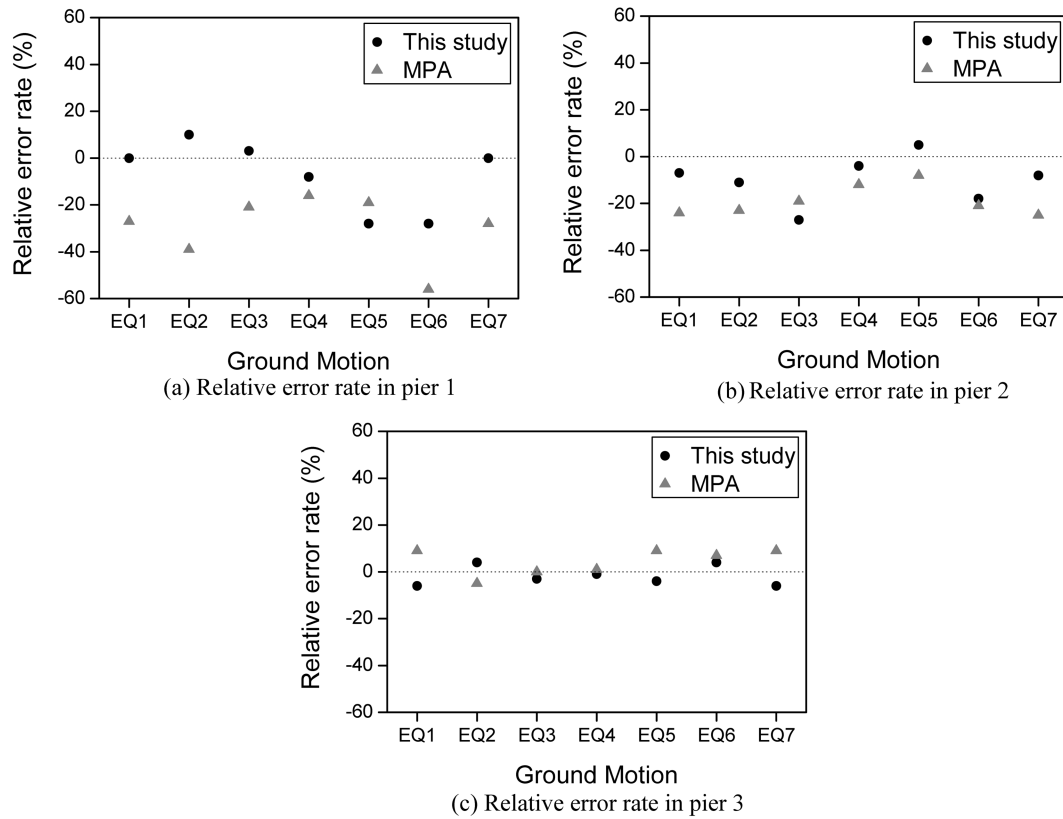 Relative error rate (%)
60
40
20
0
-20
-40
-60
This study
MPA
EQ1 EQ2 EQ3 EQ4 EQ5 EQ6 EQ7
Ground Motion
(a) Relative error rate in pier 1
Relative error rate (%)
60
40
20
0
-20
-40
-60
This study
MPA
EQ1 EQ2 EQ3 EQ4 EQ5 EQ6 EQ7
Ground Motion
(b) Relative error rate in pier 2
Relative error rate (%)
60
40
20
0
-20
-40
-60
This study
MPA
EQ1 EQ2 EQ3 EQ4 EQ5 EQ6 EQ7
Ground Motion
(c) Relative error rate in pier 3